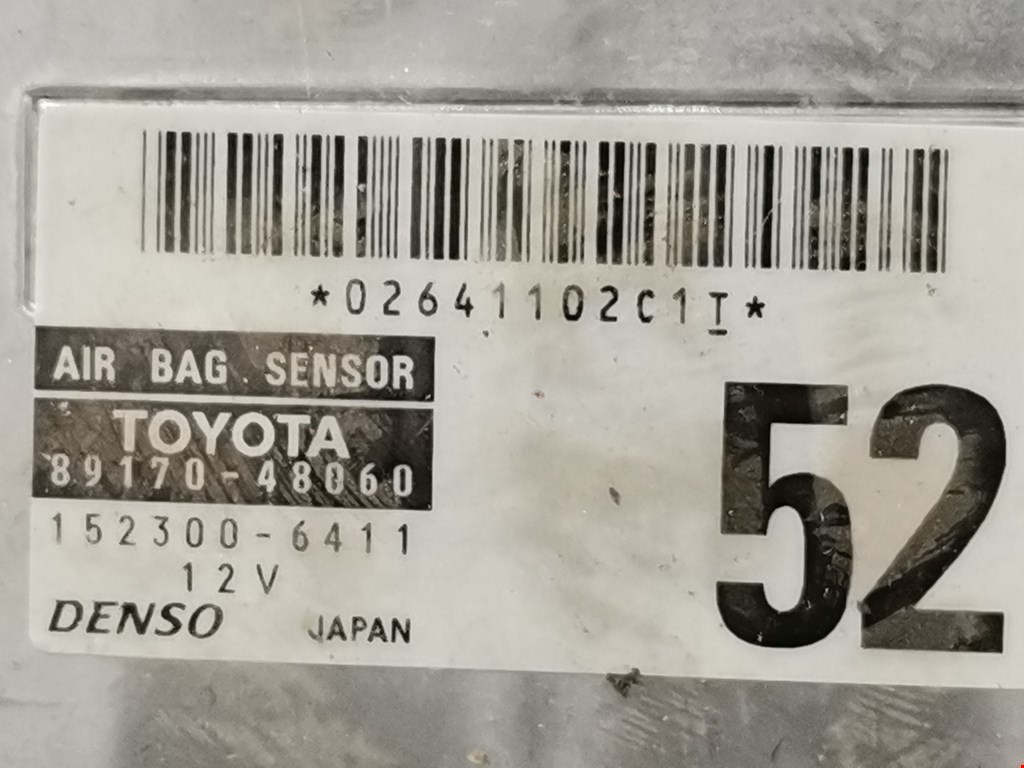 *02641102C1I*
AIR BAG SENSOR
TOYOTA
89170-48060
152300-6411
12V
DENSO JAPAN
52